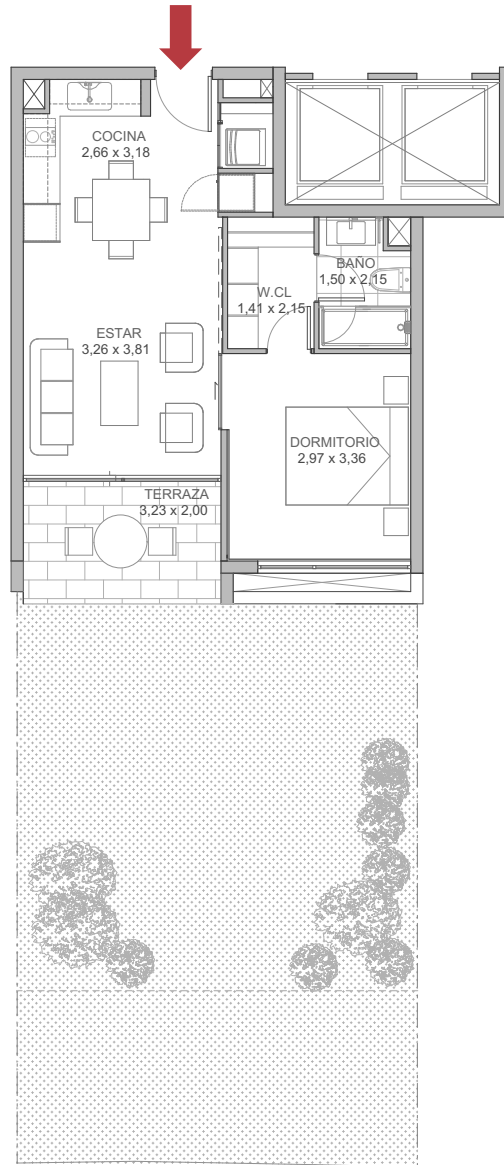 COCINA
2,66 x 3,18
BAÑO
1,50 x 2,15
W.CL
1,41 x 2,15
ESTAR
3,26 x 3,81
DORMITORIO
2,97 x 3,36
TERRAZA
3,23 x 2,00